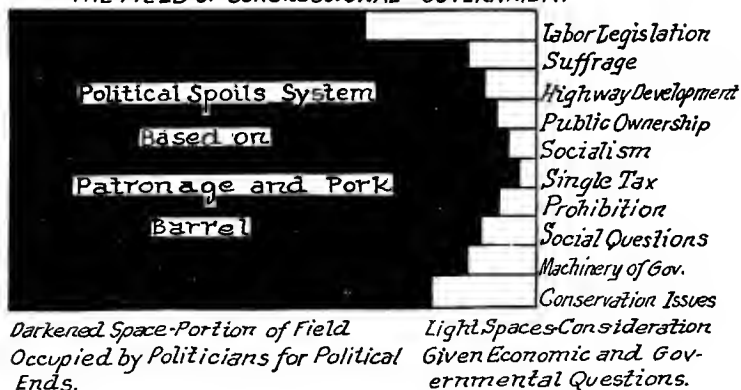 Political Spoils System
Based on
Patronage and Pork
Barrel
Labor Legislation
Suffrage
Highway Development
Public Ownership
Socialism
Single Tax
Prohibition
Social Questions
Machinery of Gov.
Conservation Issues
Darkened Space-Portion of Field
Occupied by Politicians for Political
Ends.
Light Spaces-Consideration
Given Economic and Gov-
ernmental Questions.